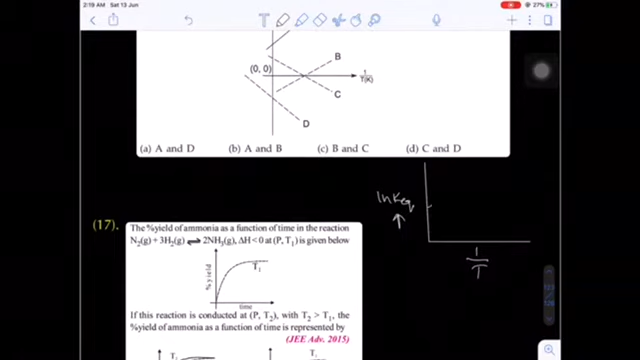 2:19 AM Sat 13 Jun
27%
B
(0, 0)
1
T(K)
C
D
(a) A and D (b) A and B (c) B and C (d) C and D
ln Keq
1
T
(17)
The %yield of ammonia as a function of time in the reaction
N₂(g) + 3H₂(g) ⇌ 2NH₃(g), ΔH < 0 at (P, T₁) is given below
% yield
T₁
time
If this reaction is conducted at (P, T₂), with T₂ > T₁, the
%yield of ammonia as a function of time is represented by
(JEE Adv. 2015)
T₁
T₁